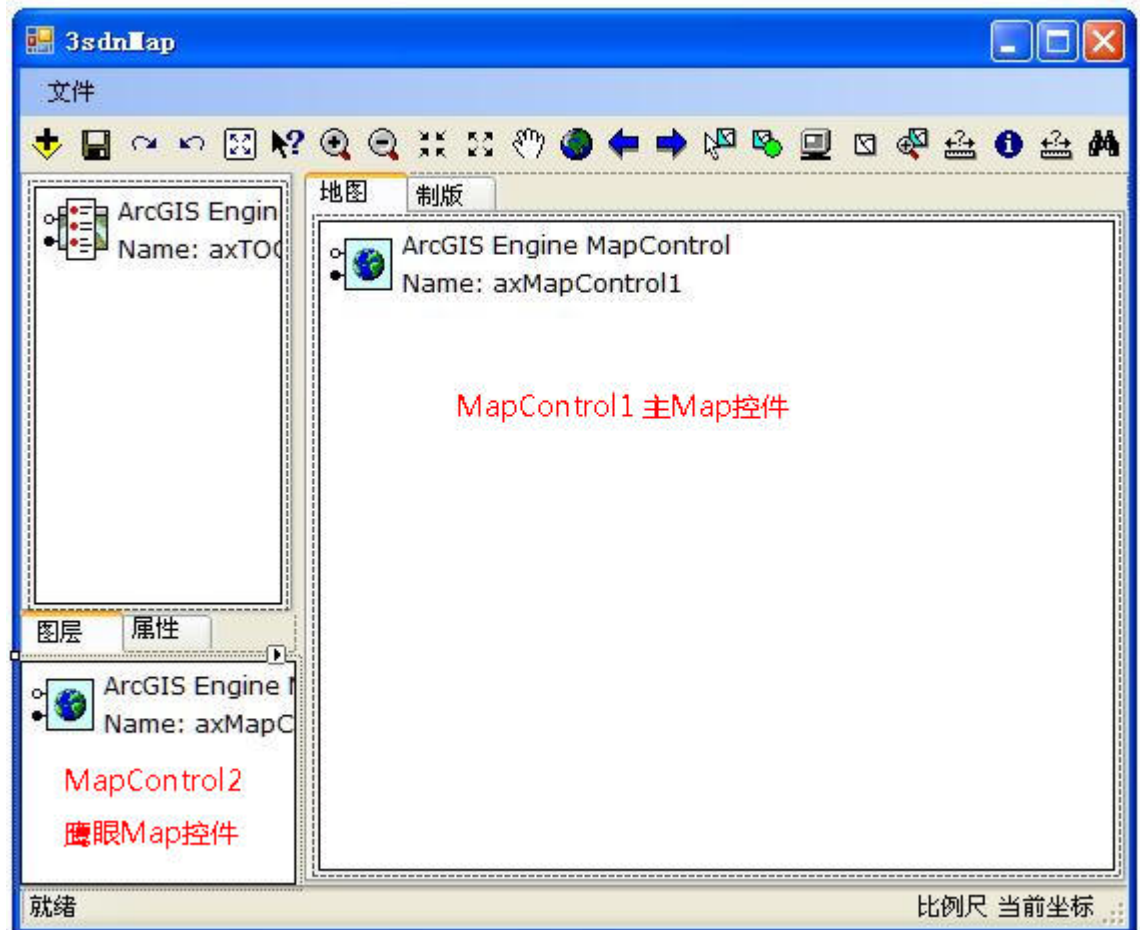 3sdnMap
文件
ArcGIS Engin
Name: axTOC
地图 制版
ArcGIS Engine MapControl
Name: axMapControl1
MapControl1 主Map控件
图层 属性
ArcGIS Engine M
Name: axMapC
MapControl2
鹰眼Map控件
就绪
比例尺 当前坐标